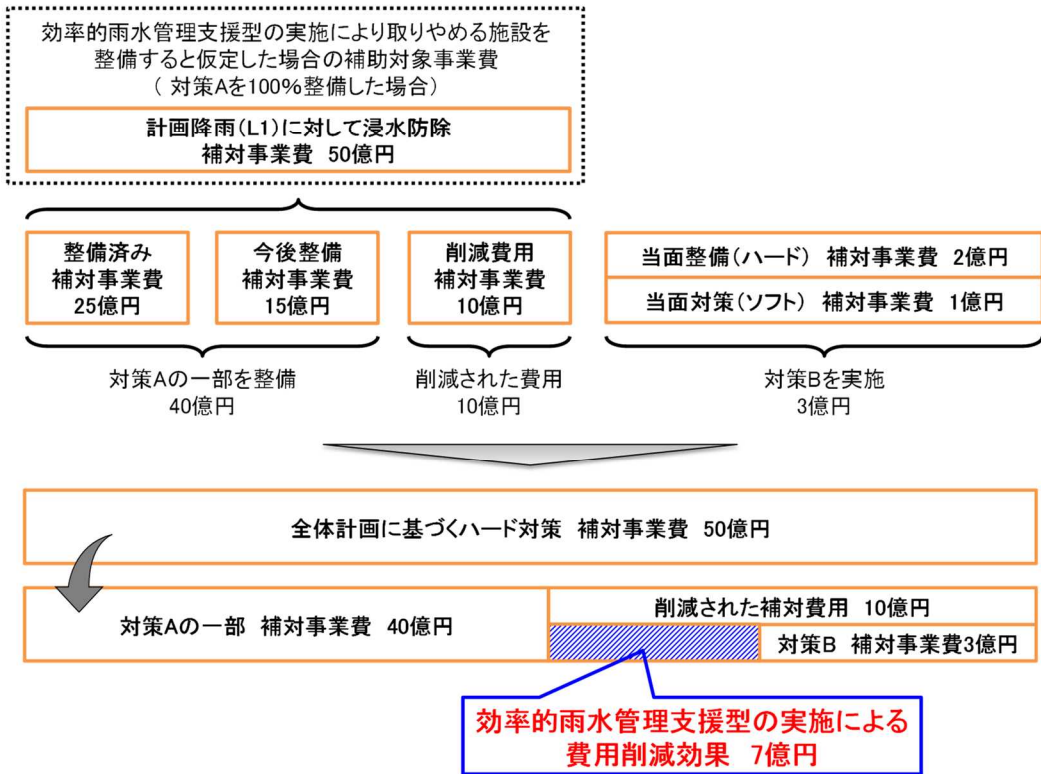 効率的雨水管理支援型の実施により取りやめる施設を
整備すると仮定した場合の補助対象事業費
( 対策Aを100%整備した場合)
計画降雨(L1)に対して浸水防除
補対事業費 50億円
整備済み
補対事業費
25億円
今後整備
補対事業費
15億円
削減費用
補対事業費
10億円
当面整備(ハード) 補対事業費 2億円
当面対策(ソフト) 補対事業費 1億円
対策Aの一部を整備
40億円
削減された費用
10億円
対策Bを実施
3億円
全体計画に基づくハード対策 補対事業費 50億円
対策Aの一部 補対事業費 40億円
削減された補対費用 10億円
対策B 補対事業費3億円
効率的雨水管理支援型の実施による
費用削減効果 7億円